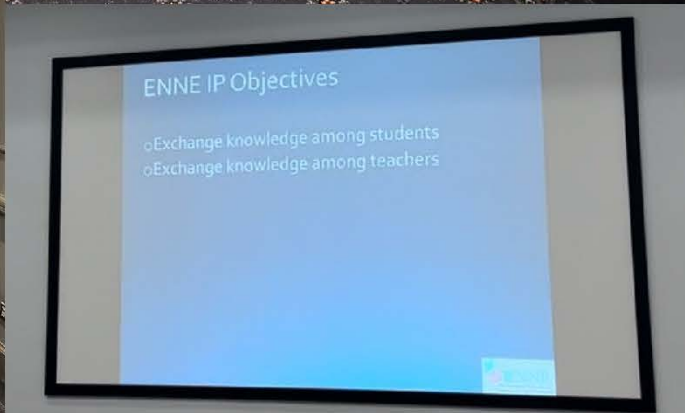 ENNE IP Objectives
oExchange knowledge among students
oExchange knowledge among teachers